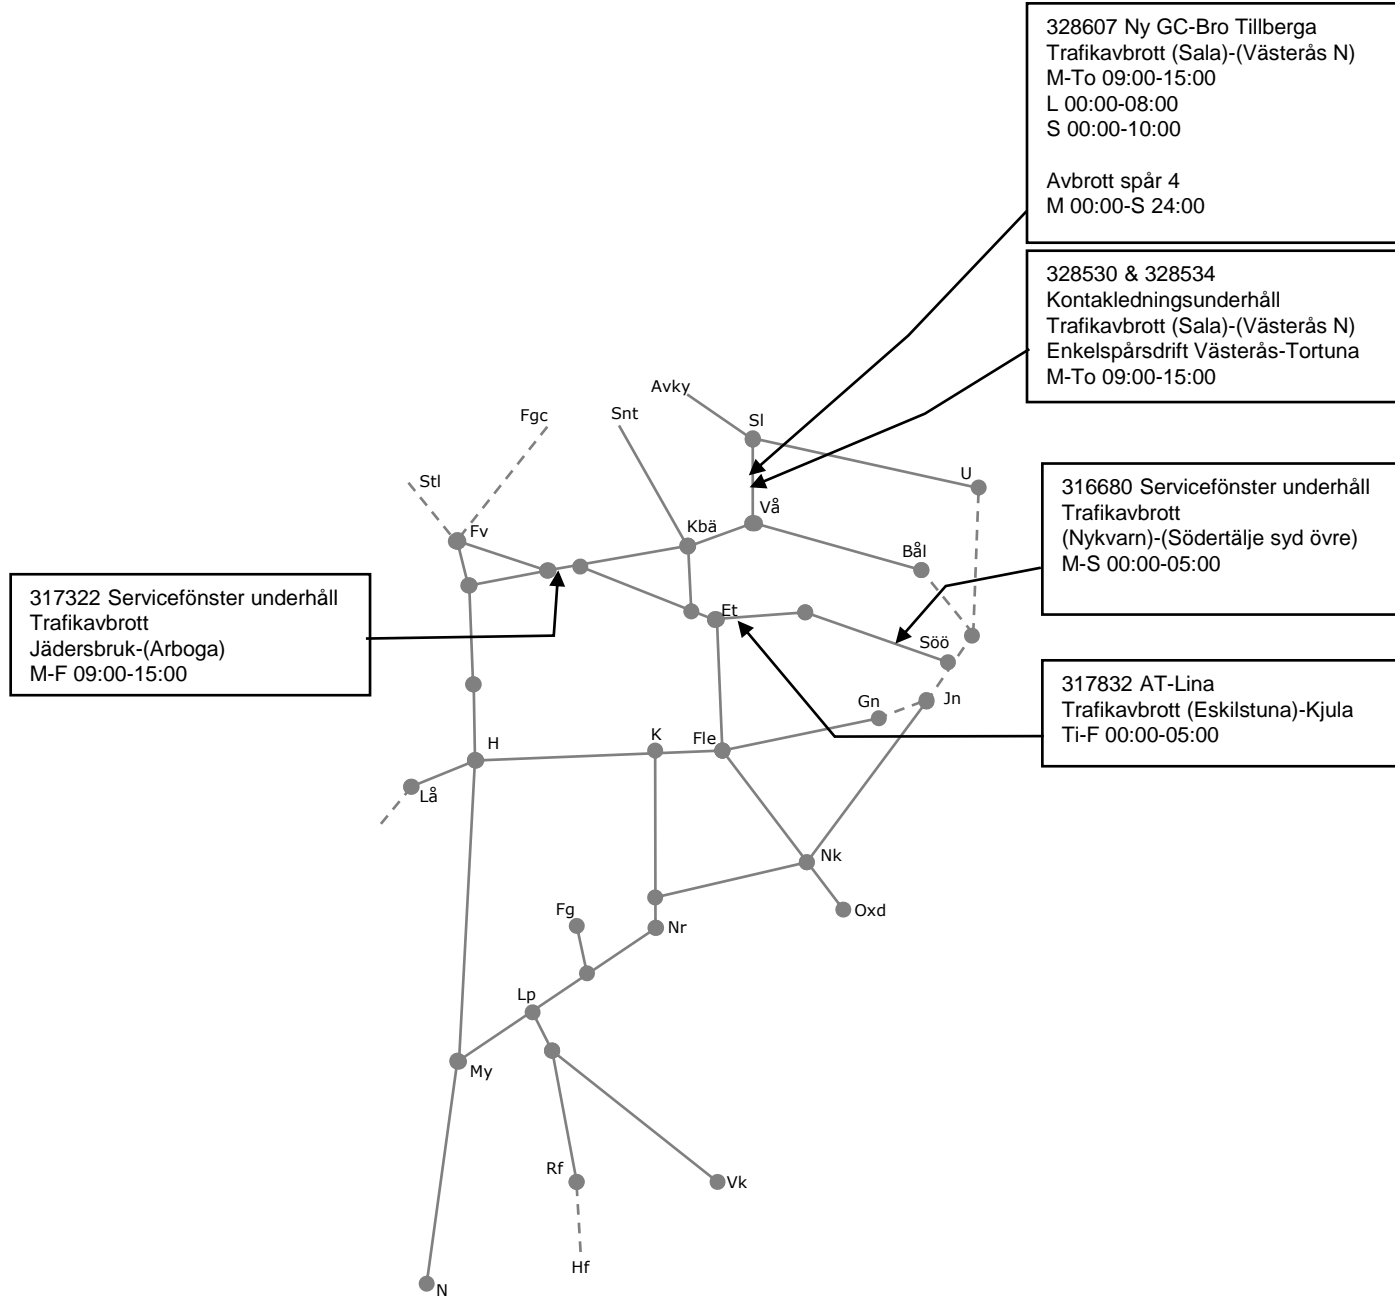 328607 Ny GC-Bro Tillberga
Trafikavbrott (Sala)-(Västerås N)
M-To 09:00-15:00
L 00:00-08:00
S 00:00-10:00
Avbrott spår 4
M 00:00-S 24:00
328530 & 328534
Kontakledningsunderhåll
Trafikavbrott (Sala)-(Västerås N)
Enkelspårsdrift Västerås-Tortuna
M-To 09:00-15:00
Avky
Fgc
Snt
Sl
Stl
U
Vå
Fv
Kbä
Bål
316680 Servicefönster underhåll
Trafikavbrott
(Nykvarn)-(Södertälje syd övre)
M-S 00:00-05:00
317322 Servicefönster underhåll
Trafikavbrott
Jädersbruk-(Arboga)
M-F 09:00-15:00
Et
Söö
317832 AT-Lina
Trafikavbrott (Eskilstuna)-Kjula
Ti-F 00:00-05:00
Gn
Jn
H
K
Fle
Lå
Nk
Fg
Oxd
Nr
Lp
My
Rf
Vk
Hf
N